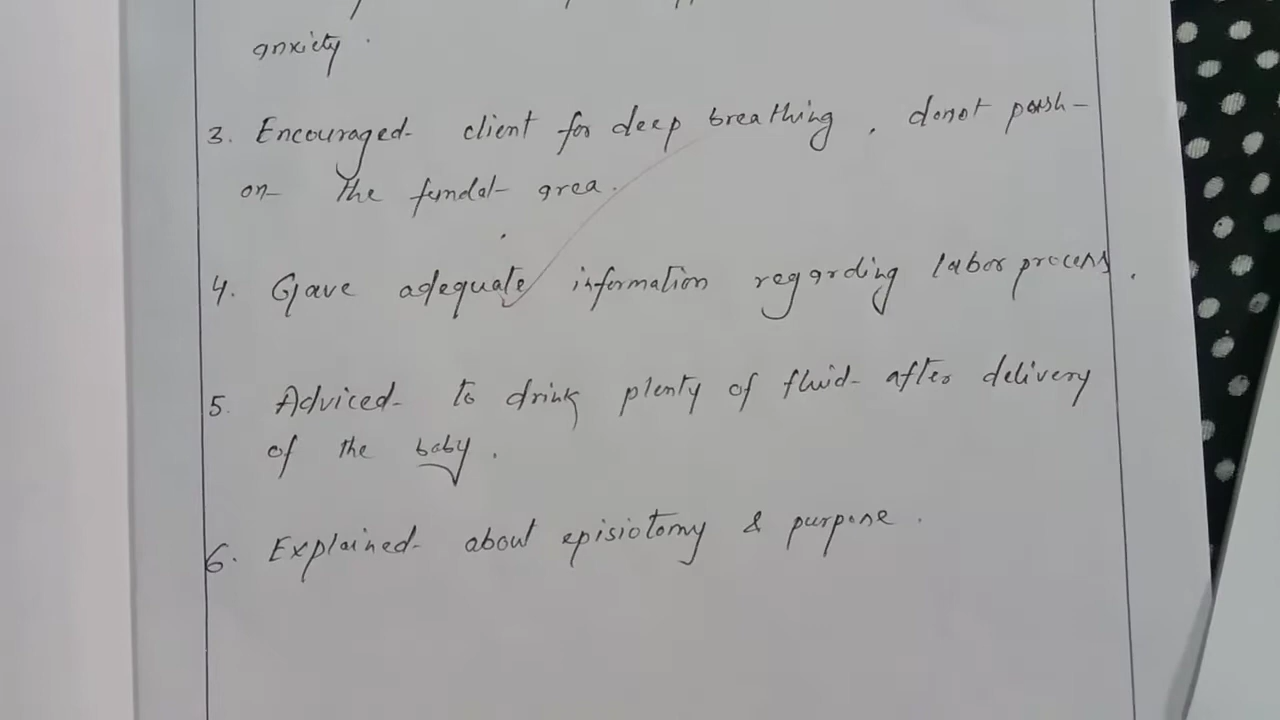 anxiety.
3. Encouraged client for deep breathing, donot push
on the fundal area.
4. Gave adequate information regarding labor process.
5. Adviced to drink plenty of fluid after delivery
of the baby.
6. Explained about episiotomy & purpose.